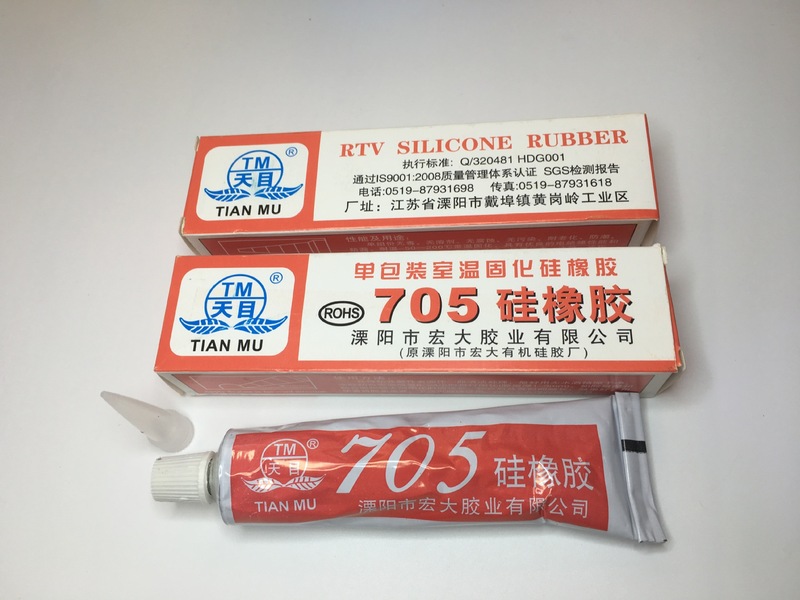 TM
天目
®
TIAN MU
RTV SILICONE RUBBER
执行标准: Q/320481 HDG001
通过IS9001:2008质量管理体系认证 SGS检测报告
电话:0519-87931698 传真:0519-87931618
厂址: 江苏省溧阳市戴埠镇黄岗岭工业区
性能及用途
TM
天目
®
TIAN MU
单包装室温固化硅橡胶
ROHS 705 硅橡胶
溧阳市宏大胶业有限公司
(原溧阳市宏大有机硅胶厂)
TM
天目
®
TIAN MU
705 硅橡胶
溧阳市宏大胶业有限公司